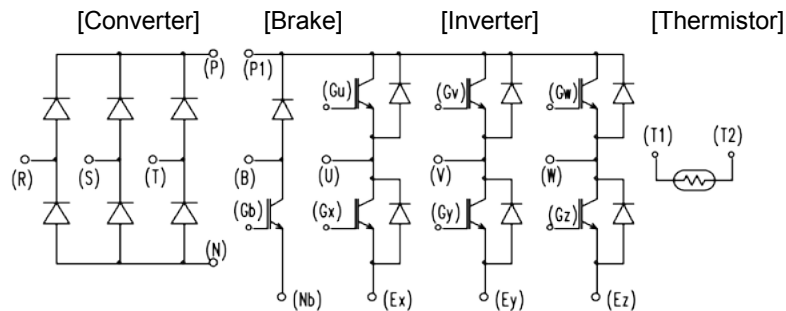 [Converter] [Brake] [Inverter] [Thermistor]
(P) (P1)
(Gu) (Gv) (Gw)
(T1) (T2)
(R) (S) (T) (B) (U) (V) (W)
(Gb) (Gx) (Gy) (Gz)
(N)
(Nb) (Ex) (Ey) (Ez)